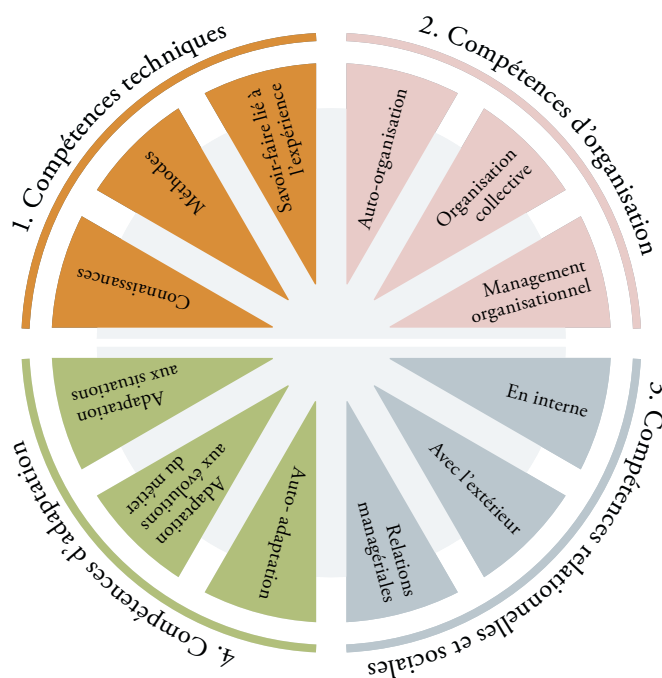 1. Compétences techniques
Connaissances
Méthodes
Savoir-faire lié à
l'expérience
2. Compétences d'organisation
Auto-organisation
Organisation
collective
Management
organisationnel
3. Compétences relationnelles et sociales
En interne
Avec l'extérieur
Relations
managériales
4. Compétences d'adaptation
Auto- adaptation
Adaptation
aux évolutions
du métier
Adaptation
aux situations